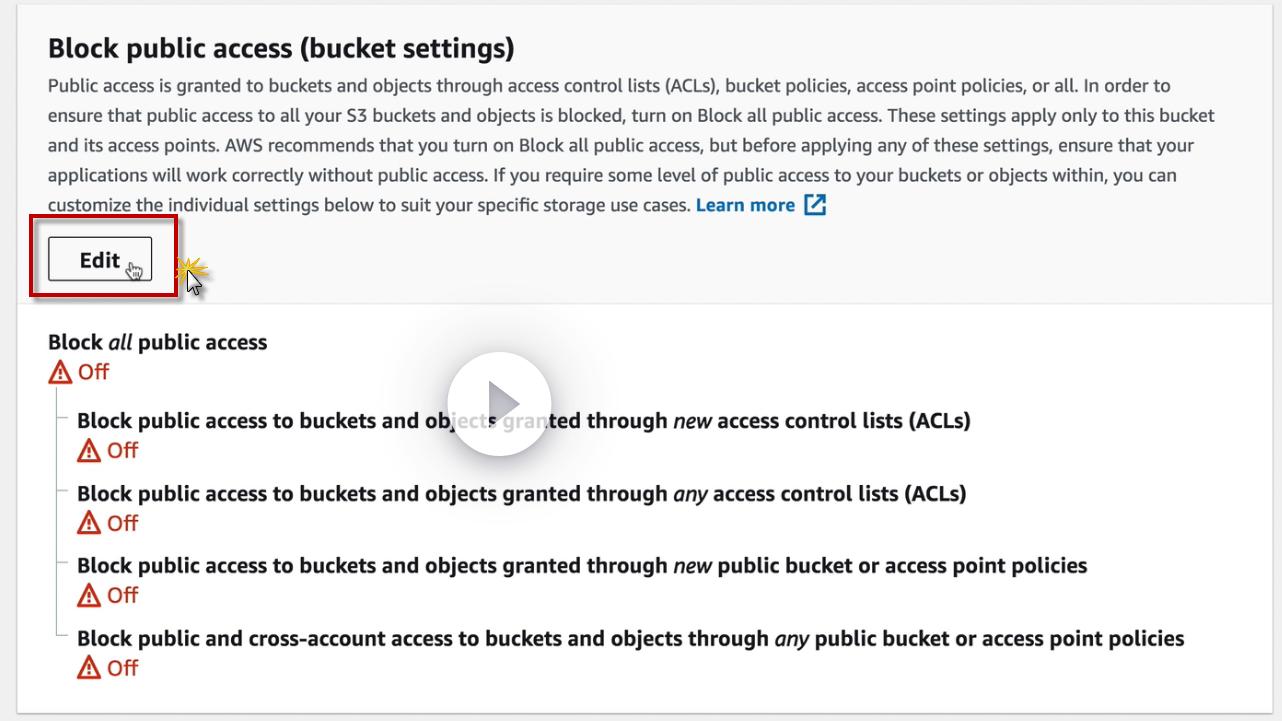 Block public access (bucket settings)
Public access is granted to buckets and objects through access control lists (ACLs), bucket policies, access point policies, or all. In order to
ensure that public access to all your S3 buckets and objects is blocked, turn on Block all public access. These settings apply only to this bucket
and its access points. AWS recommends that you turn on Block all public access, but before applying any of these settings, ensure that your
applications will work correctly without public access. If you require some level of public access to your buckets or objects within, you can
customize the individual settings below to suit your specific storage use cases. Learn more
Edit
Block all public access
Off
Block public access to buckets and objects granted through new access control lists (ACLs)
Off
Block public access to buckets and objects granted through any access control lists (ACLs)
Off
Block public access to buckets and objects granted through new public bucket or access point policies
Off
Block public and cross-account access to buckets and objects through any public bucket or access point policies
Off